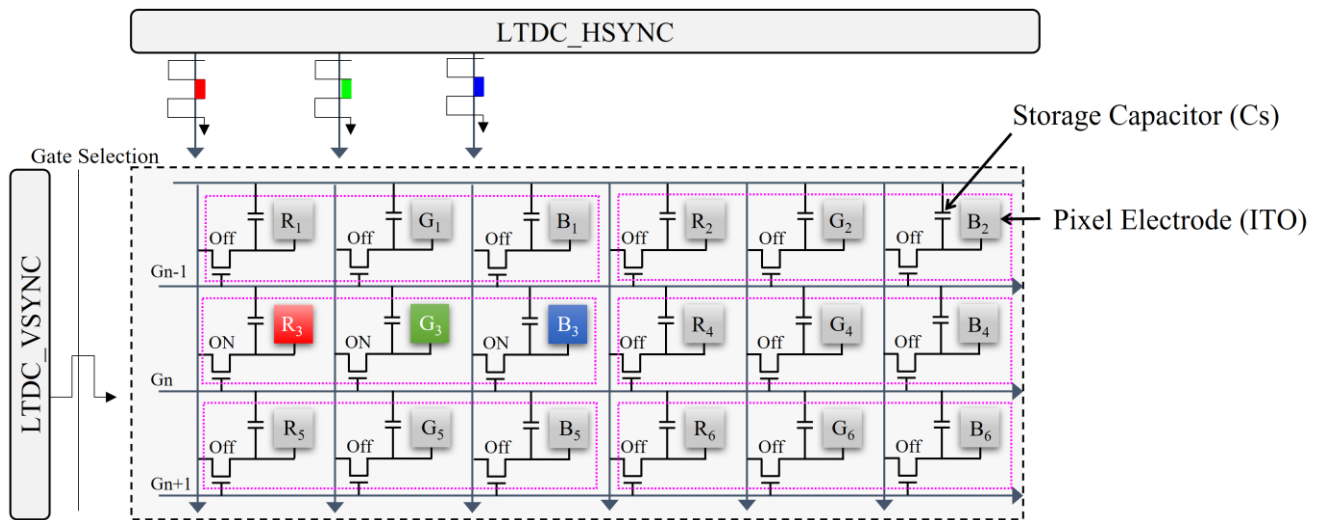 LTDC_HSYNC
Storage Capacitor (Cs)
Gate Selection
Pixel Electrode (ITO)
LTDC_VSYNC
R1 G1 B1 R2 G2 B2
Off Off Off Off Off Off
Gn-1
R3 G3 B3 R4 G4 B4
ON ON ON Off Off Off
Gn
R5 G5 B5 R6 G6 B6
Off Off Off Off Off Off
Gn+1